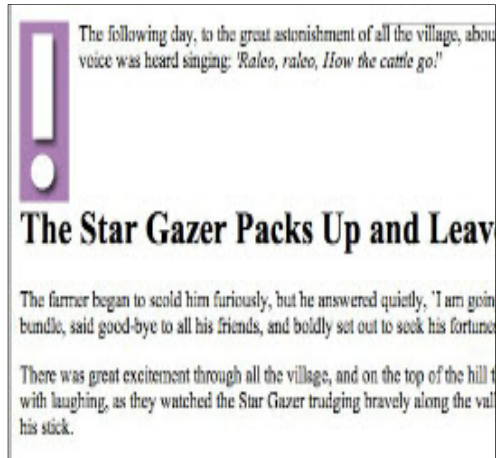 The following day, to the great astonishment of all the village, abou
voice was heard singing: 'Raleo, raleo, How the cattle go!'
The Star Gazer Packs Up and Leav
The farmer began to scold him furiously, but he answered quietly, `I am goin
bundle, said good-bye to all his friends, and boldly set out to seek his fortune
There was great excitement through all the village, and on the top of the hill t
with laughing, as they watched the Star Gazer trudging bravely along the val
his stick.